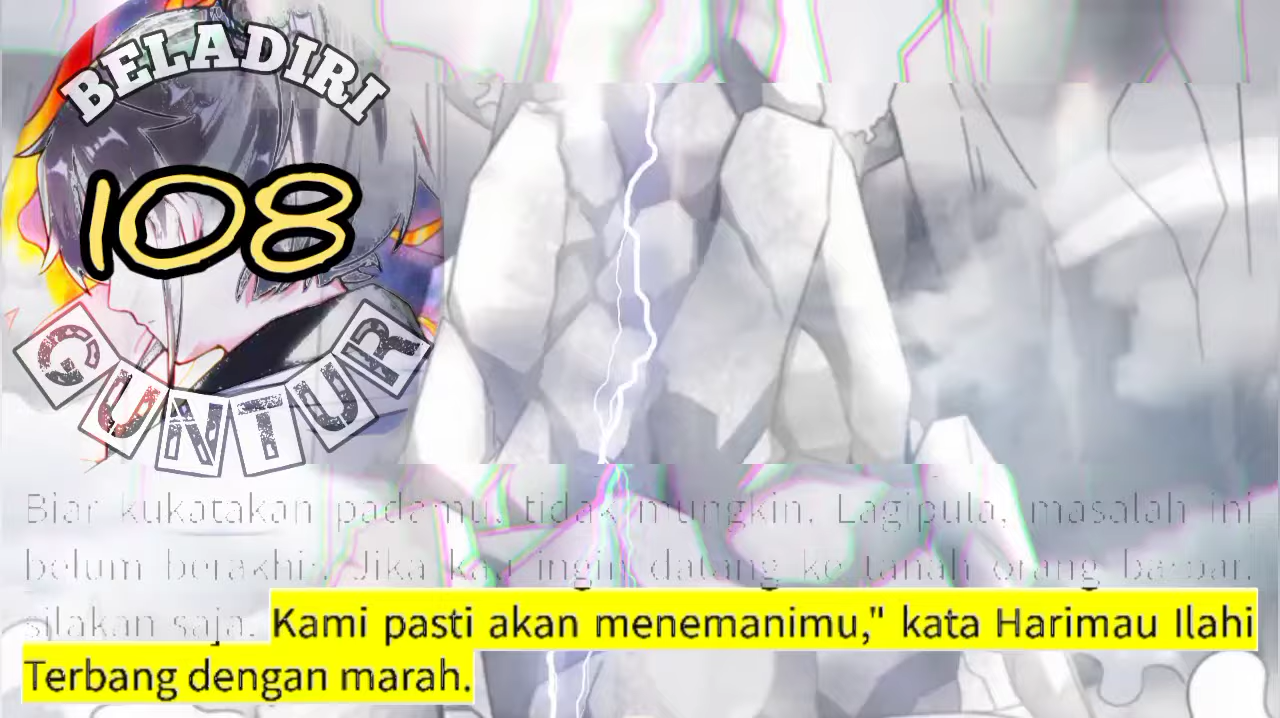 BELADIRI
108
GUNTUR
Biar kukatakan padamu, tidak mungkin. Lagipula, masalah ini
belum berakhir. Jika kau ingin datang ke tanah orang barbar,
silakan saja. Kami pasti akan menemanimu," kata Harimau Ilahi
Terbang dengan marah.